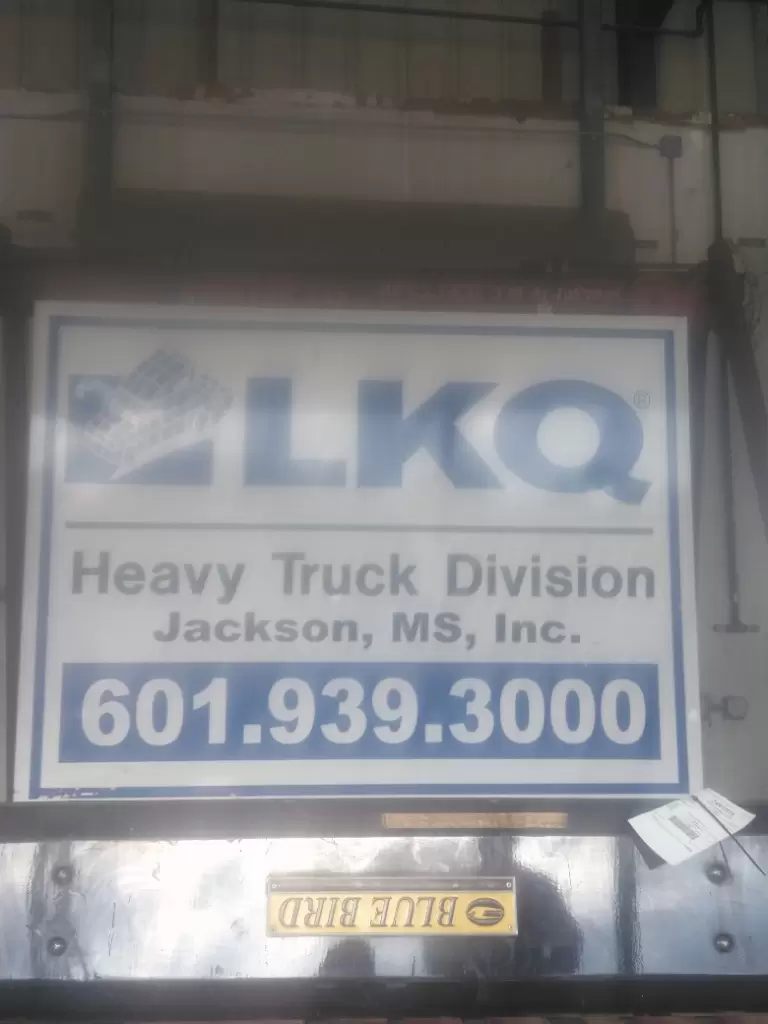 LKQ®
Heavy Truck Division
Jackson, MS, Inc.
601.939.3000
BLUE BIRD